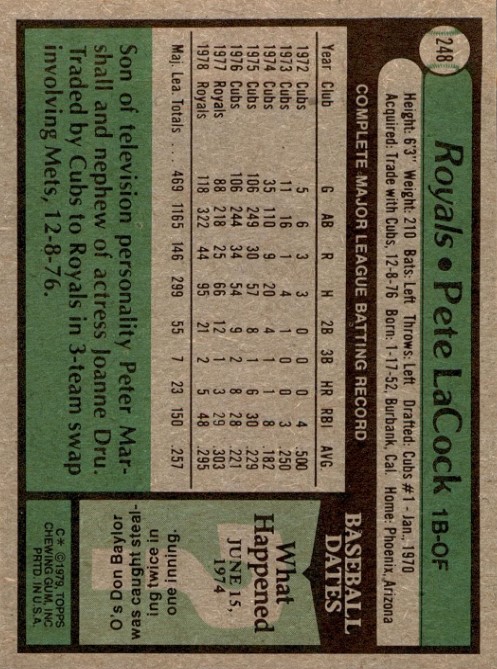 248
Royals • Pete LaCock 1B-OF
Height: 6'3" Weight: 210 Bats: Left Throws: Left Drafted: Cubs #1 - Jan., 1970
Acquired: Trade with Cubs, 12-8-76 Born: 1-17-52, Burbank, Cal. Home: Phoenix, Arizona
COMPLETE MAJOR LEAGUE BATTING RECORD
Year Club G AB R H 2B 3B HR RBI AVG.
1972 Cubs 5 6 3 3 0 0 0 4 .500
1973 Cubs 11 16 1 4 1 0 0 3 .250
1974 Cubs 35 110 9 20 4 1 1 8 .182
1975 Cubs 106 249 30 57 8 1 6 30 .229
1976 Cubs 106 244 34 54 9 2 8 28 .221
1977 Royals 88 218 25 66 12 1 3 29 .303
1978 Royals 118 322 44 95 21 2 5 48 .295
Maj. Lea. Totals . . . 469 1165 146 299 55 7 23 150 .257
Son of television personality Peter Mar-
shall and nephew of actress Joanne Dru.
Traded by Cubs to Royals in 3-team swap
involving Mets, 12-8-76.
BASEBALL
DATES
What
Happened
JUNE 15,
1974
?
O's Don Baylor
was caught steal-
ing twice in
one inning.
C* ©1979, TOPPS
CHEWING GUM, INC
PRTD. IN U.S.A.